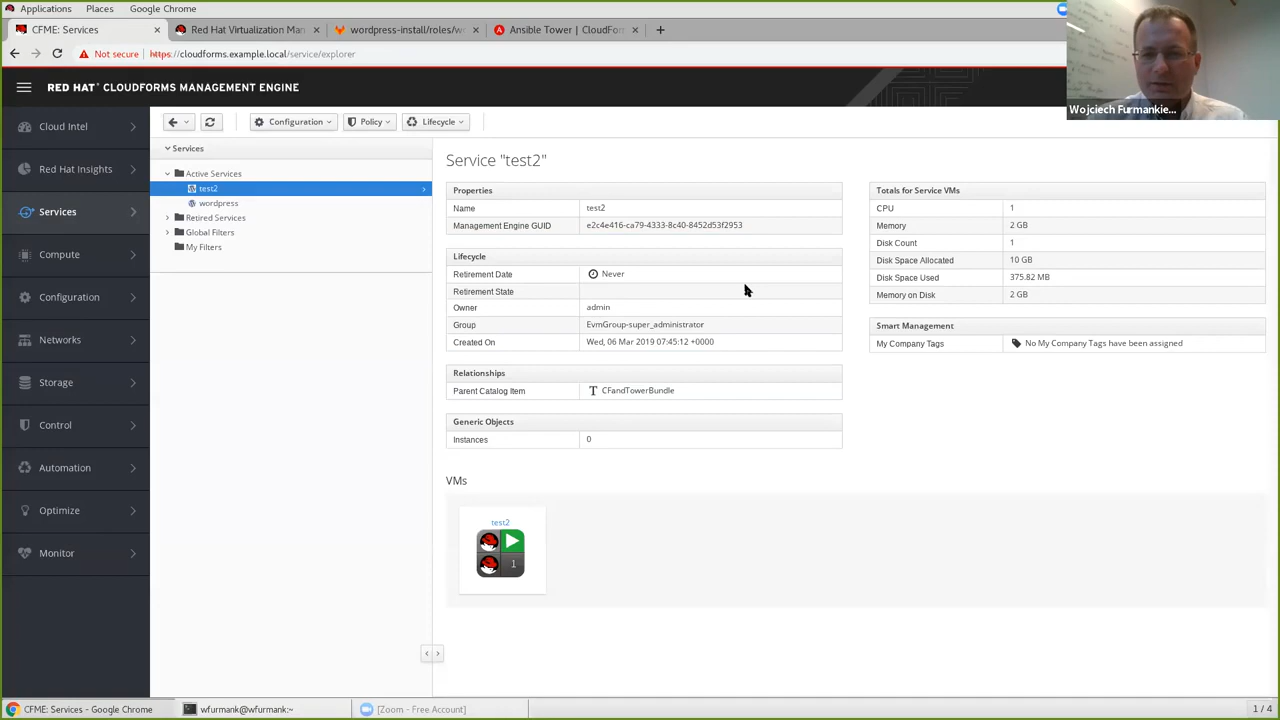 Applications Places Google Chrome
CFME: Services
Red Hat Virtualization Man
wordpress-install/roles/w
Ansible Tower | CloudFor
Not secure https://cloudforms.example.local/service/explorer
RED HAT CLOUDFORMS MANAGEMENT ENGINE
Wojciech Furmankie...
Cloud Intel
Red Hat Insights
Services
Compute
Configuration
Networks
Storage
Control
Automation
Optimize
Monitor
Configuration Policy Lifecycle
Services
Active Services
test2
wordpress
Retired Services
Global Filters
My Filters
Service "test2"
Properties
Name test2
Management Engine GUID e2c4e416-ca79-4333-8c40-8452d53f2953
Lifecycle
Retirement Date Never
Retirement State
Owner admin
Group EvmGroup-super_administrator
Created On Wed, 06 Mar 2019 07:45:12 +0000
Relationships
Parent Catalog Item CFandTowerBundle
Generic Objects
Instances 0
Totals for Service VMs
CPU 1
Memory 2 GB
Disk Count 1
Disk Space Allocated 10 GB
Disk Space Used 375.82 MB
Memory on Disk 2 GB
Smart Management
My Company Tags No My Company Tags have been assigned
VMs
test2
1
CFME: Services - Google Chrome
wfurmank@wfurmank:~
[Zoom - Free Account]
1 / 4